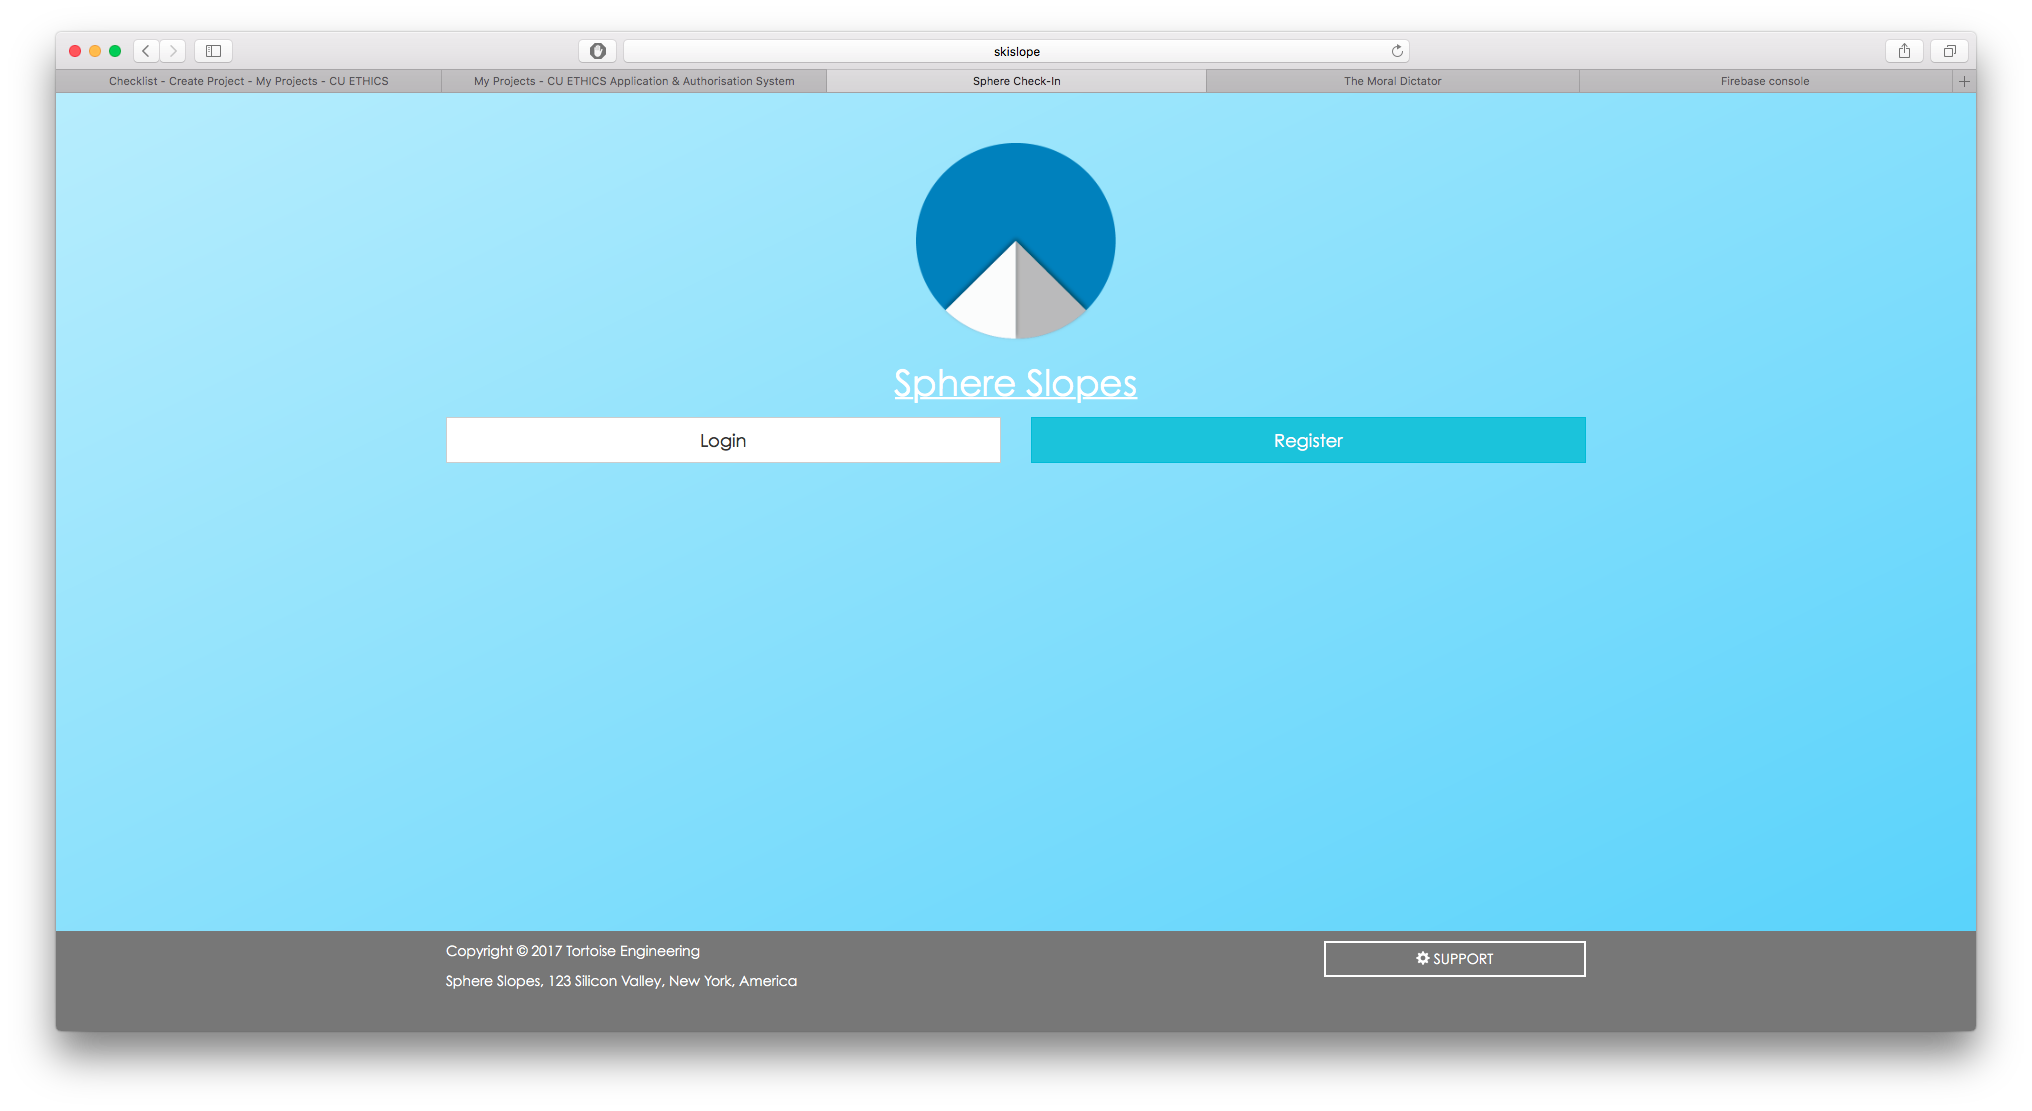 skislope
Checklist - Create Project - My Projects - CU ETHICS
My Projects - CU ETHICS Application & Authorisation System
Sphere Check-In
The Moral Dictator
Firebase console
Sphere Slopes
Login
Register
Copyright © 2017 Tortoise Engineering
SUPPORT
Sphere Slopes, 123 Silicon Valley, New York, America